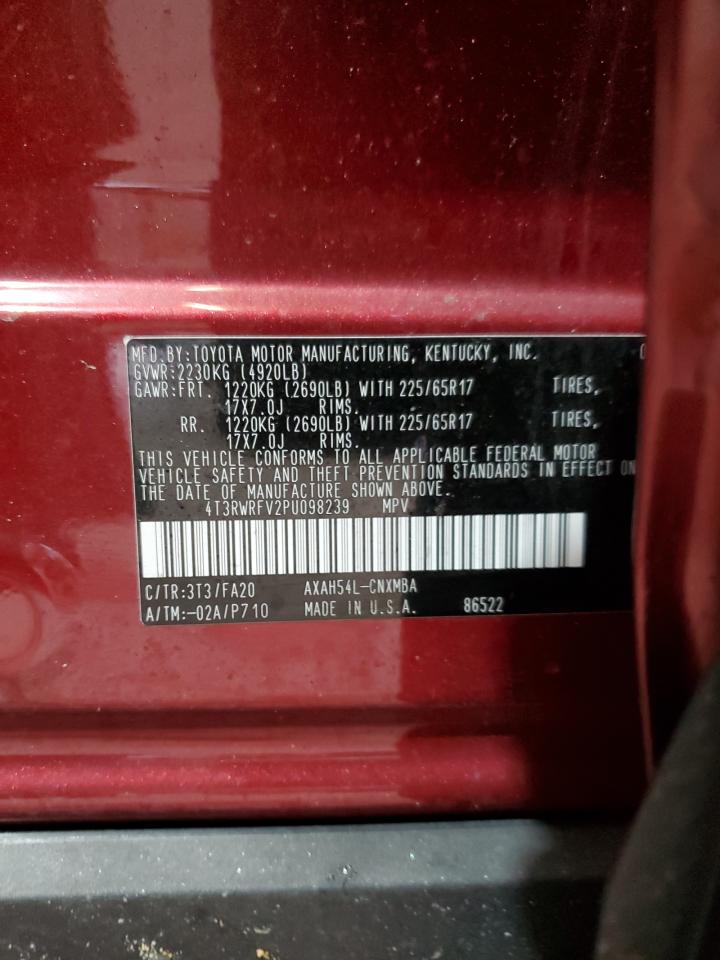 MFD.BY:TOYOTA MOTOR MANUFACTURING, KENTUCKY, INC.
GVWR:2230KG (4920LB)
GAWR:FRT. 1220KG (2690LB) WITH 225/65R17 TIRES,
17X7.0J RIMS.
RR. 1220KG (2690LB) WITH 225/65R17 TIRES,
17X7.0J RIMS.
THIS VEHICLE CONFORMS TO ALL APPLICABLE FEDERAL MOTOR
VEHICLE SAFETY AND THEFT PREVENTION STANDARDS IN EFFECT ON
THE DATE OF MANUFACTURE SHOWN ABOVE.
4T3RWRFV2PU098239 MPV
C/TR:3T3/FA20 AXAH54L-CNXMBA
A/TM:-02A/P710 MADE IN U.S.A. 86522